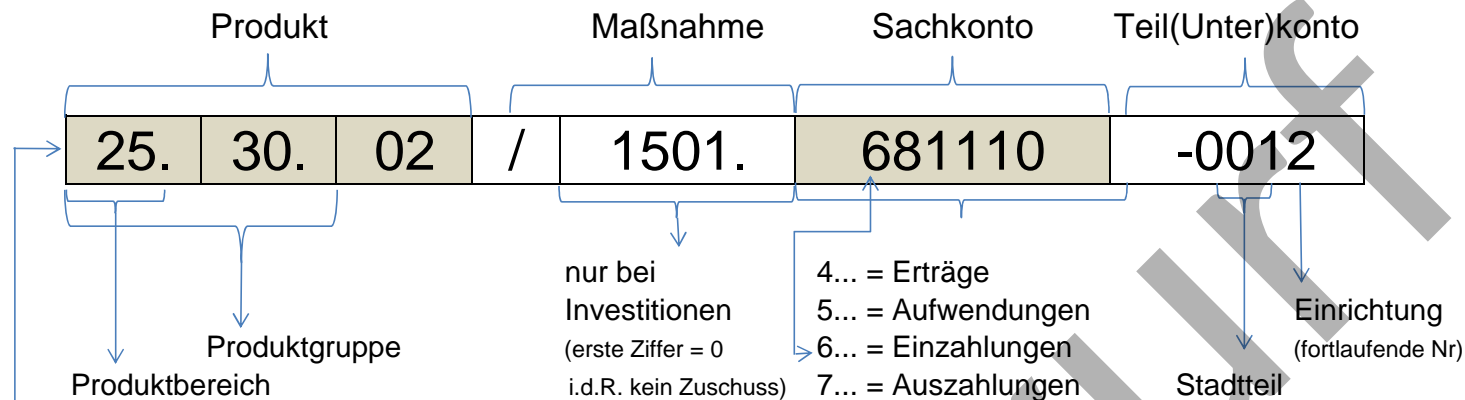 Produkt Maßnahme Sachkonto Teil(Unter)konto
25. 30. 02 / 1501. 681110 -0012
nur bei
Investitionen
(erste Ziffer = 0
i.d.R. kein Zuschuss)
4... = Erträge
5... = Aufwendungen
6... = Einzahlungen
7... = Auszahlungen
Einrichtung
(fortlaufende Nr)
Stadtteil
Produktgruppe
Produktbereich
urf